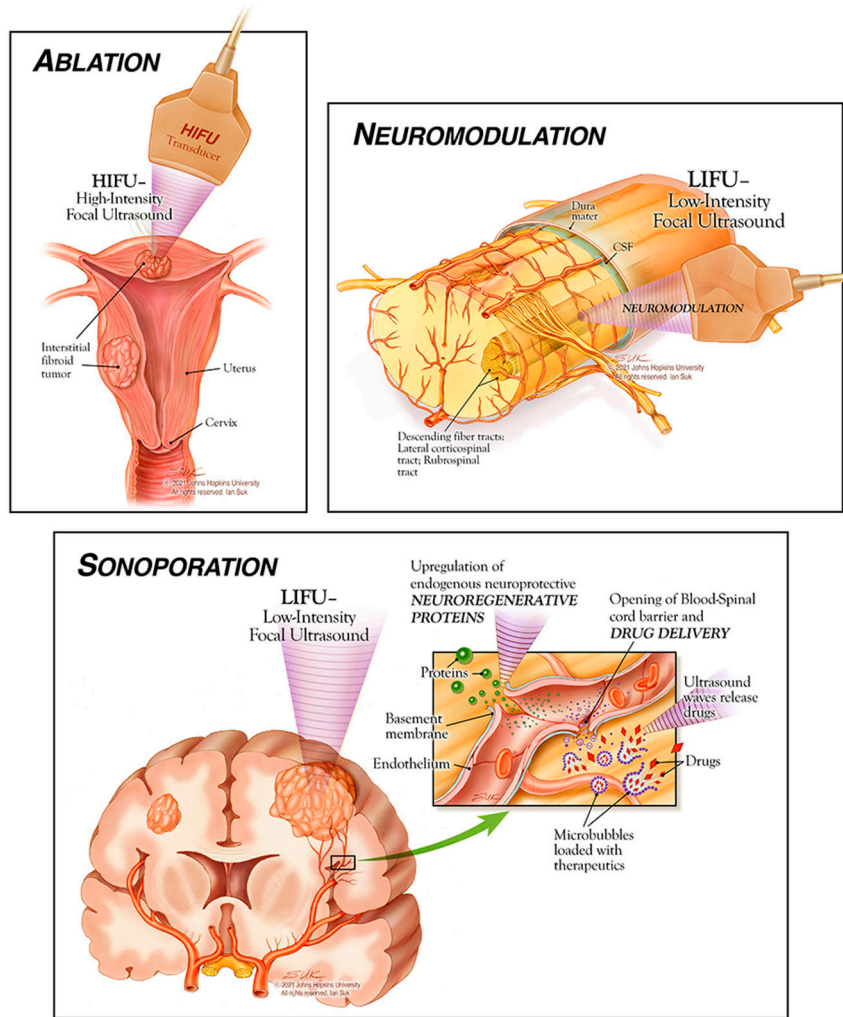 ABLATION
HIFU
Transducer
HIFU–
High-Intensity
Focal Ultrasound
Interstitial
fibroid
tumor
Uterus
Cervix
SUK
© 2021 Johns Hopkins University
All rights reserved. Ian Suk
NEUROMODULATION
LIFU–
Low-Intensity
Focal Ultrasound
Dura
mater
CSF
NEUROMODULATION
SUK
© 2021 Johns Hopkins University
All rights reserved. Ian Suk
Descending fiber tracts:
Lateral corticospinal
tract; Rubrospinal
tract
SONOPORATION
LIFU–
Low-Intensity
Focal Ultrasound
Upregulation of
endogenous neuroprotective
NEUROREGENERATIVE
PROTEINS
Opening of Blood-Spinal
cord barrier and
DRUG DELIVERY
Proteins
Ultrasound
waves release
drugs
Basement
membrane
Endothelium
Drugs
SUK
Microbubbles
loaded with
therapeutics
SUK
© 2021 Johns Hopkins University
All rights reserved. Ian Suk